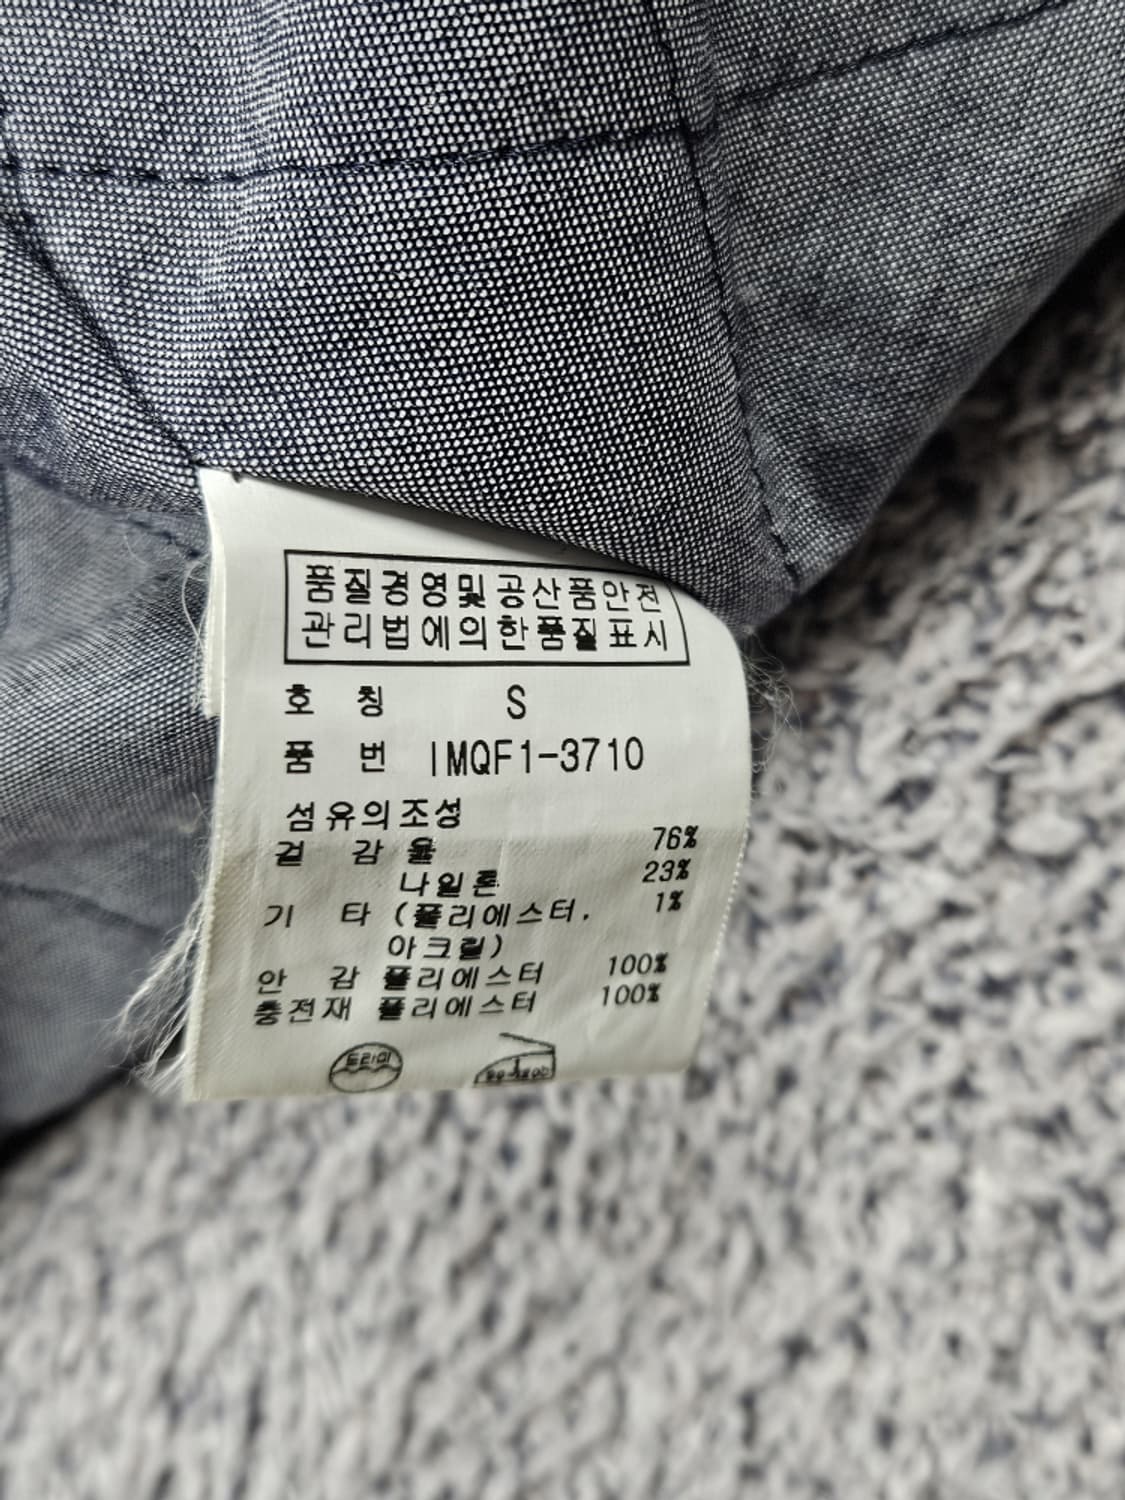 품질경영및공산품안전
관리법에의한품질표시
호 칭 S
품 번 IMQF1-3710
섬유의조성
겉 감 울 76%
나일론 23%
기 타 (폴리에스터, 1%
아크릴)
안 감 폴리에스터 100%
충전재 폴리에스터 100%
드라이